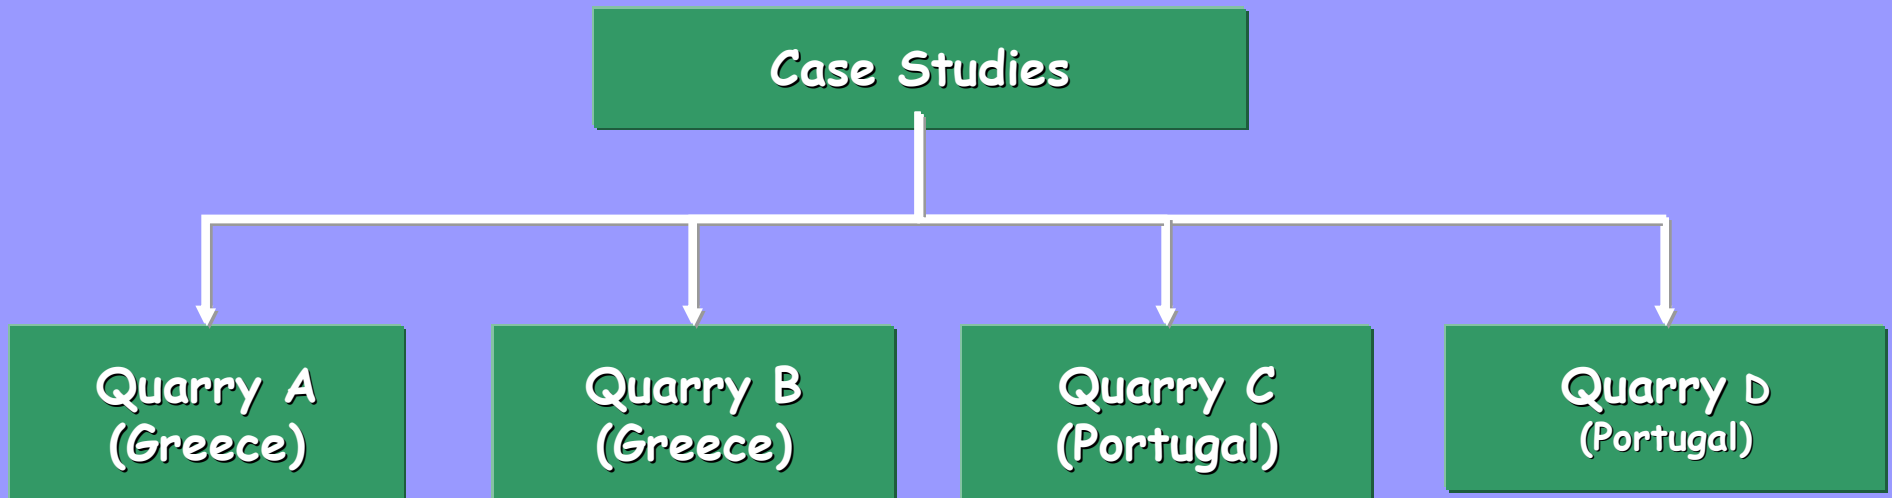 Case Studies
Quarry A
(Greece)
Quarry B
(Greece)
Quarry C
(Portugal)
Quarry D
(Portugal)